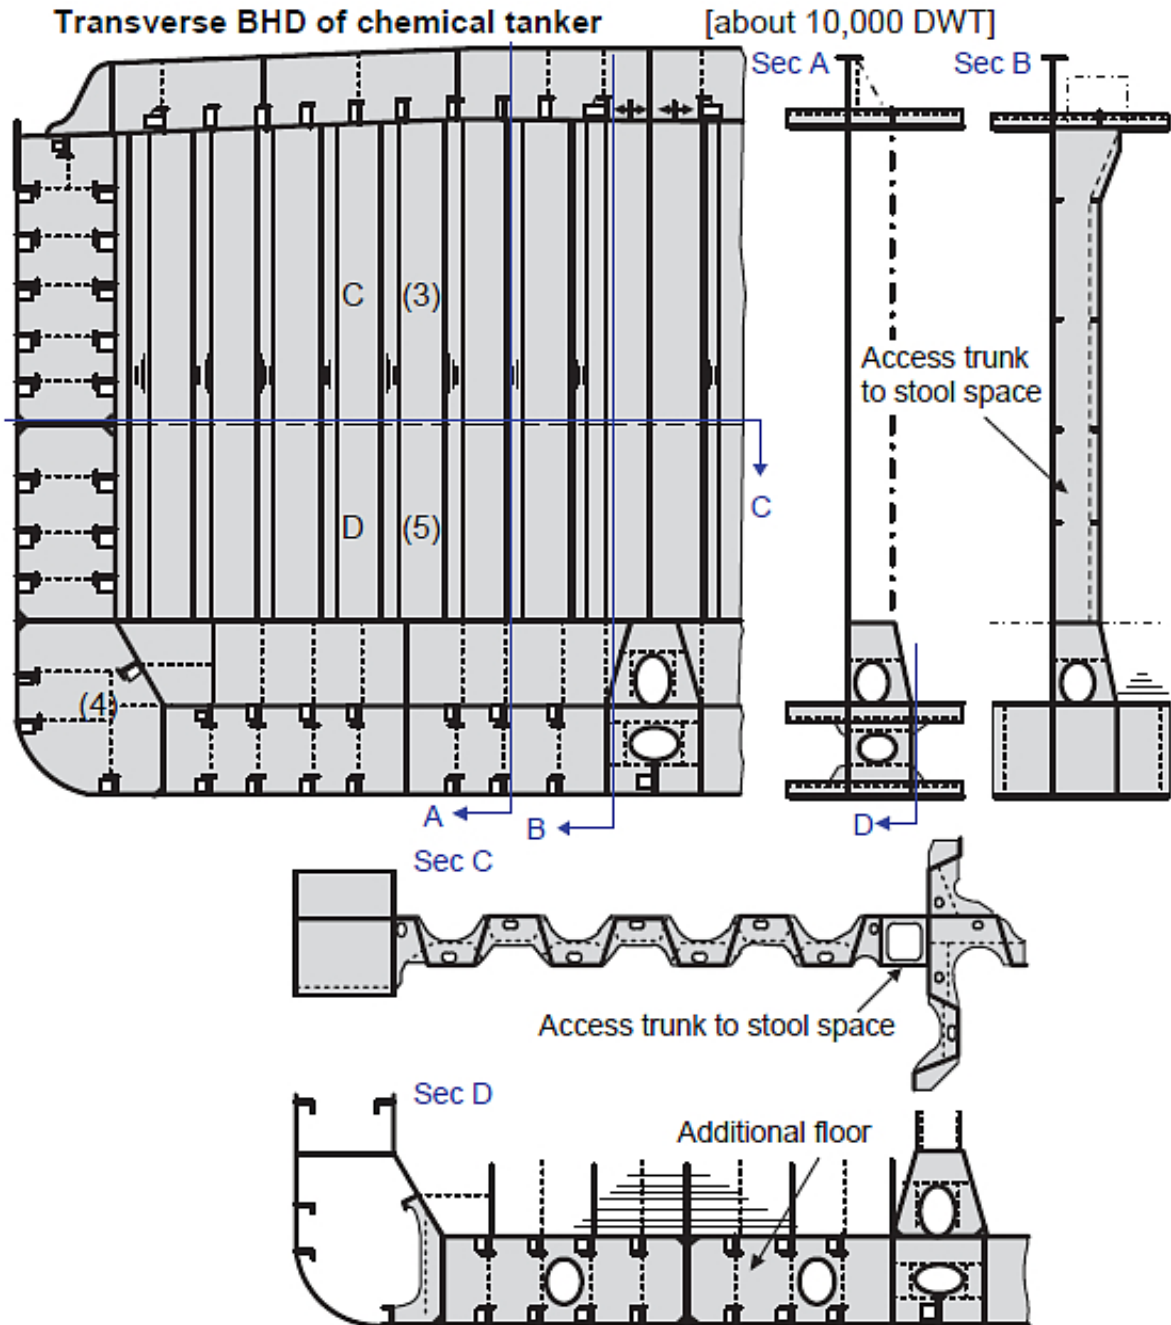 Transverse BHD of chemical tanker [about 10,000 DWT]
Sec A
Sec B
C (3)
Access trunk
to stool space
C
D (5)
(4)
A
B
D
Sec C
Access trunk to stool space
Sec D
Additional floor